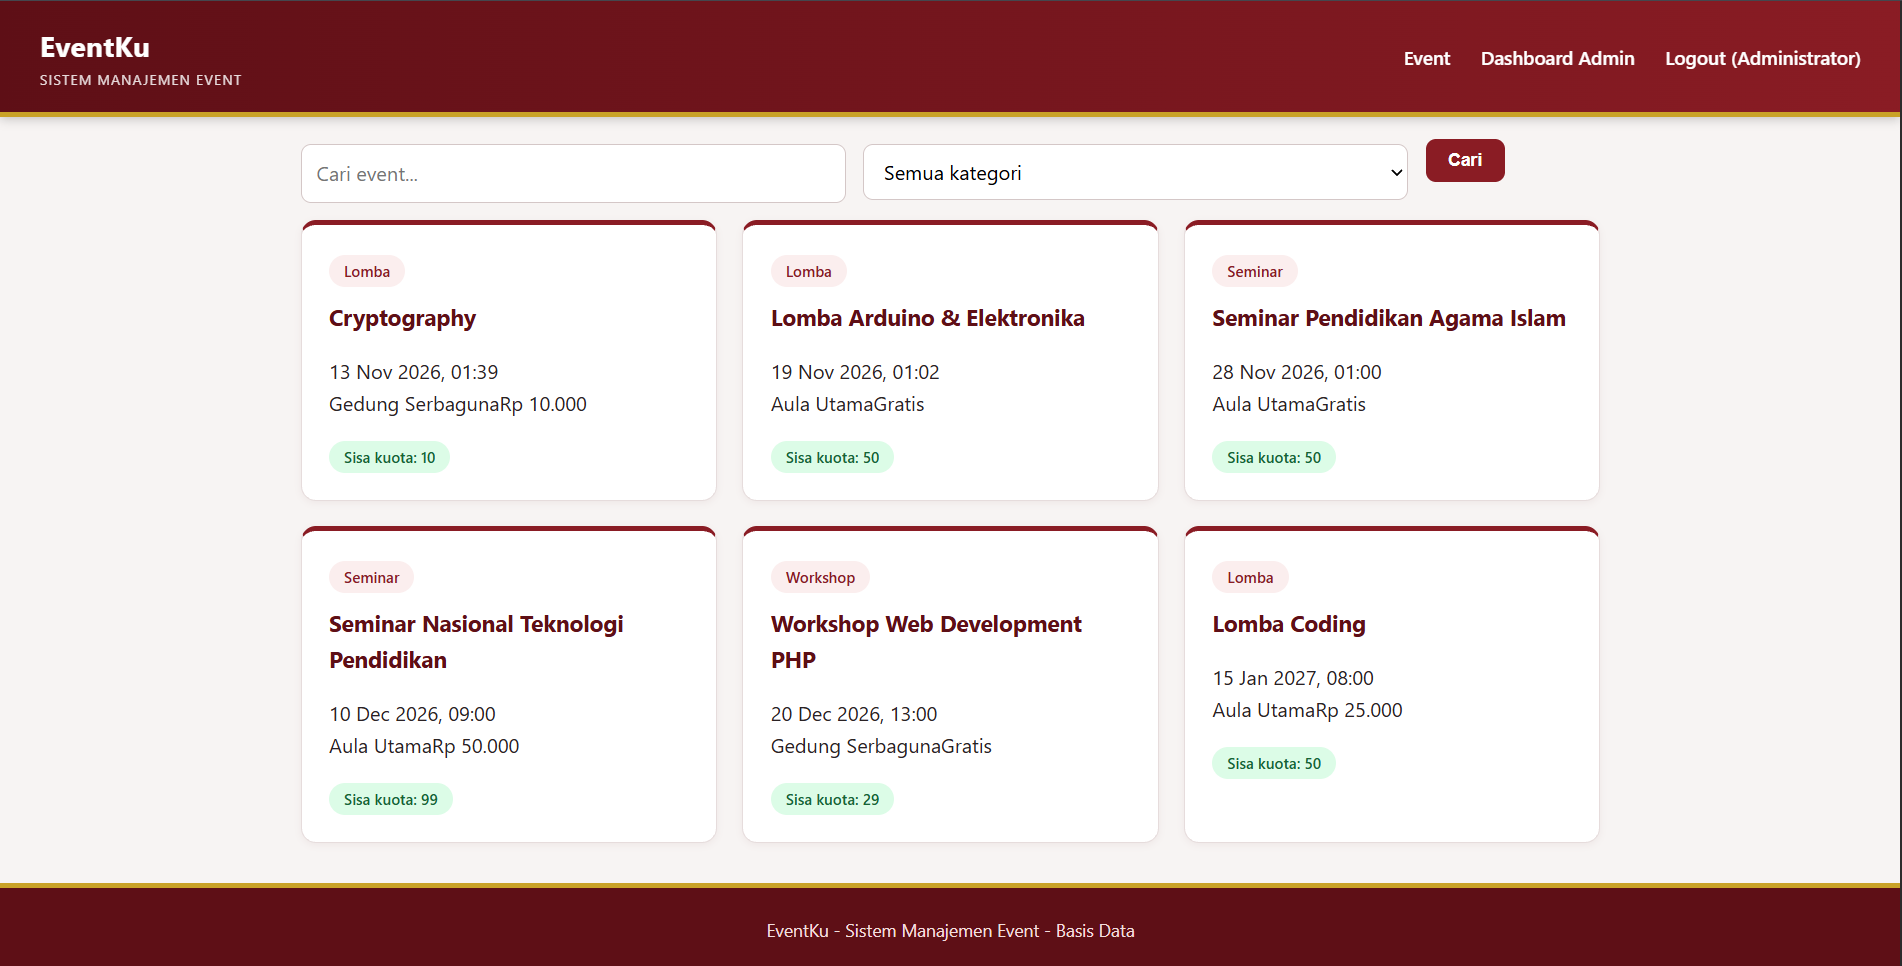 EventKu
SISTEM MANAJEMEN EVENT
Event
Dashboard Admin
Logout (Administrator)
Cari event...
Semua kategori
Cari
Lomba
Cryptography
13 Nov 2026, 01:39
Gedung SerbagunaRp 10.000
Sisa kuota: 10
Lomba
Lomba Arduino & Elektronika
19 Nov 2026, 01:02
Aula UtamaGratis
Sisa kuota: 50
Seminar
Seminar Pendidikan Agama Islam
28 Nov 2026, 01:00
Aula UtamaGratis
Sisa kuota: 50
Seminar
Seminar Nasional Teknologi
Pendidikan
10 Dec 2026, 09:00
Aula UtamaRp 50.000
Sisa kuota: 99
Workshop
Workshop Web Development
PHP
20 Dec 2026, 13:00
Gedung SerbagunaGratis
Sisa kuota: 29
Lomba
Lomba Coding
15 Jan 2027, 08:00
Aula UtamaRp 25.000
Sisa kuota: 50
EventKu - Sistem Manajemen Event - Basis Data